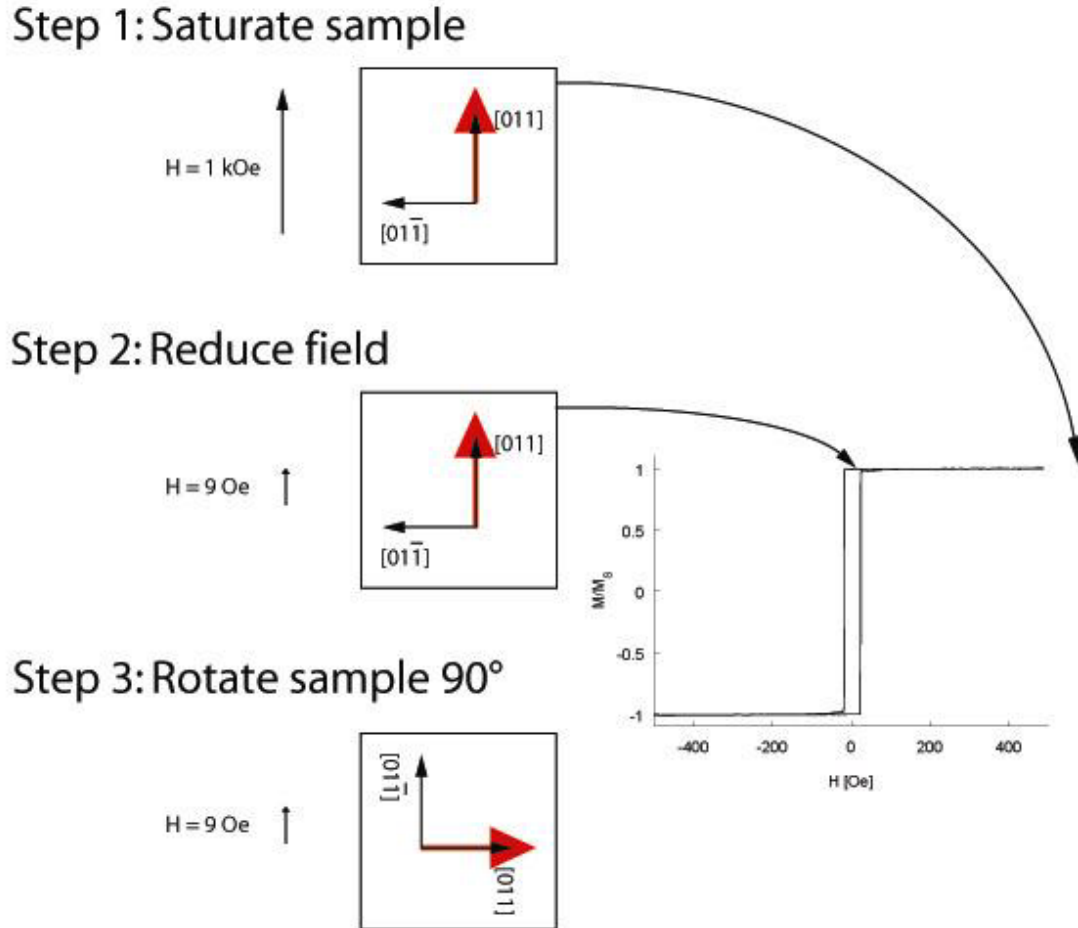 Step 1: Saturate sample
H = 1 kOe
[011]
[011̅]
Step 2: Reduce field
H = 9 Oe
[011]
[011̅]
1
0.5
0
-0.5
-1
M/M_s
-400 -200 0 200 400
H [Oe]
Step 3: Rotate sample 90°
H = 9 Oe
[011̅]
[011]